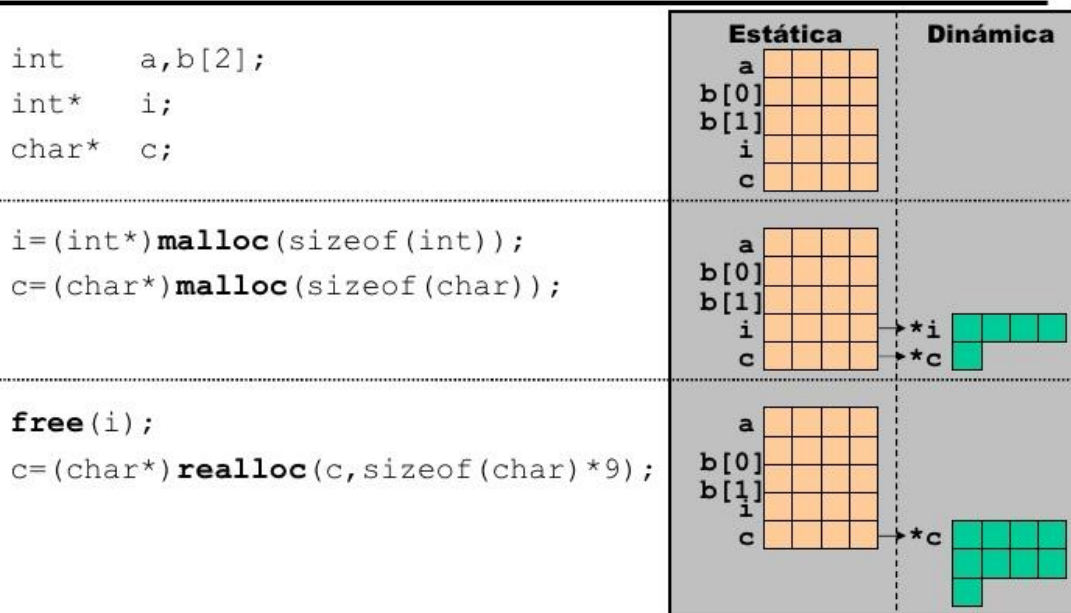 int     a,b[2];
int*    i;
char*   c;
Estática Dinámica
a
b[0]
b[1]
i
c
i=(int*)malloc(sizeof(int));
c=(char*)malloc(sizeof(char));
a
b[0]
b[1]
i *i
c *c
free(i);
c=(char*)realloc(c,sizeof(char)*9);
a
b[0]
b[1]
i
c *c